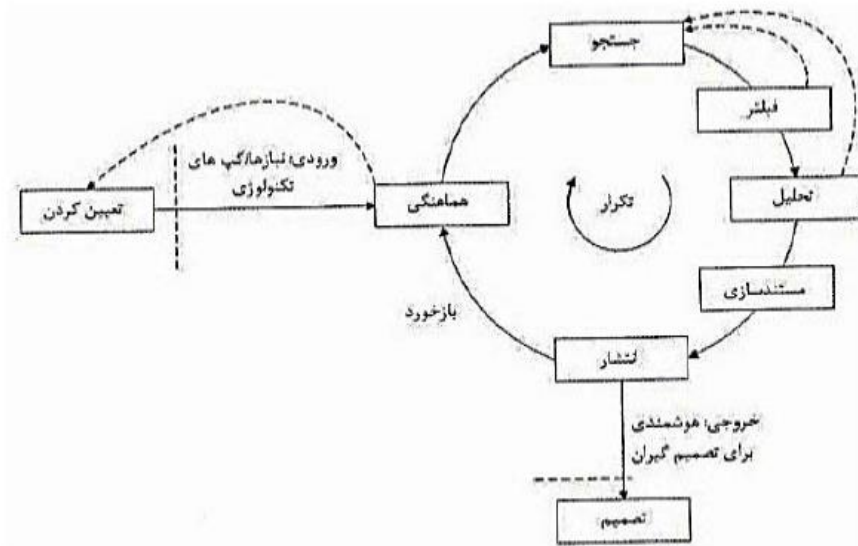 جستجو
فیلتر
ورودی: نیازها/گپ های
تکنولوژی
تعیین کردن
هماهنگی
تکرار
تحلیل
مستندسازی
بازخورد
انتشار
خروجی: هوشمندی
برای تصمیم گیران
تصمیم